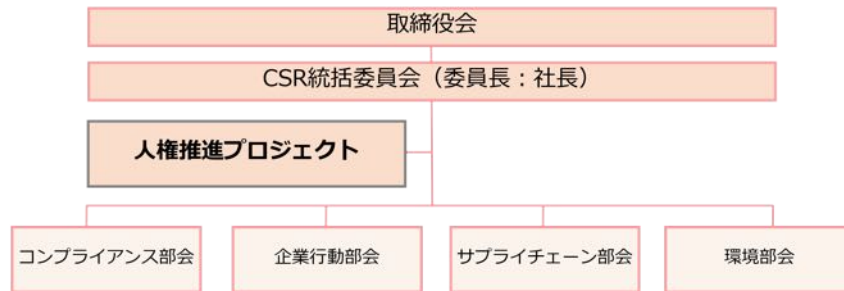 取締役会
CSR統括委員会（委員長：社長）
人権推進プロジェクト
コンプライアンス部会
企業行動部会
サプライチェーン部会
環境部会